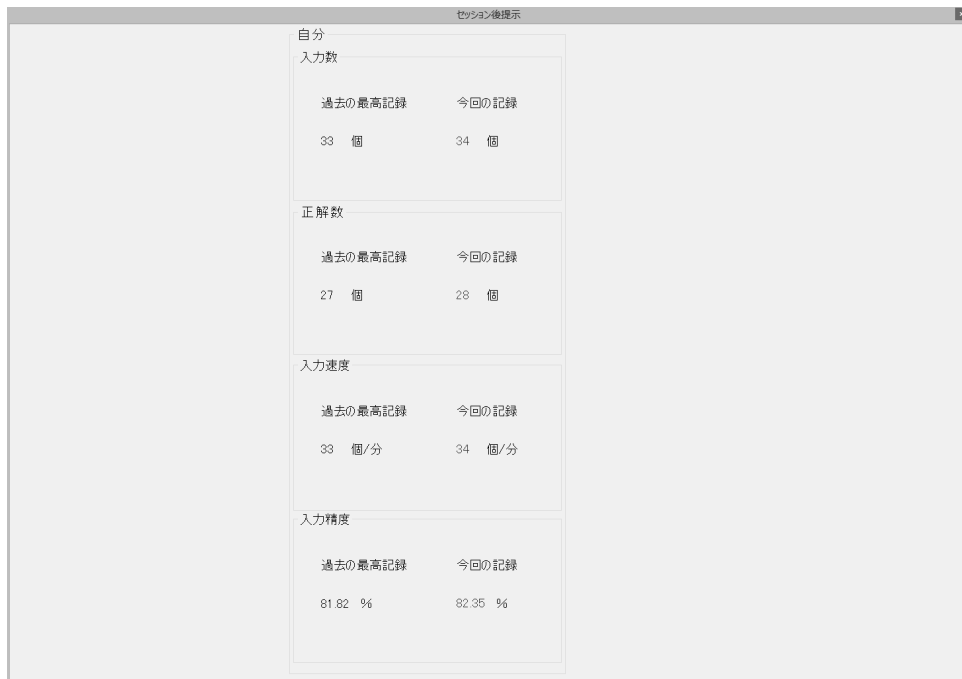 セッション後提示
自分
入力数
過去の最高記録 今回の記録
33 個 34 個
正解数
過去の最高記録 今回の記録
27 個 28 個
入力速度
過去の最高記録 今回の記録
33 個/分 34 個/分
入力精度
過去の最高記録 今回の記録
81.82 % 82.35 %